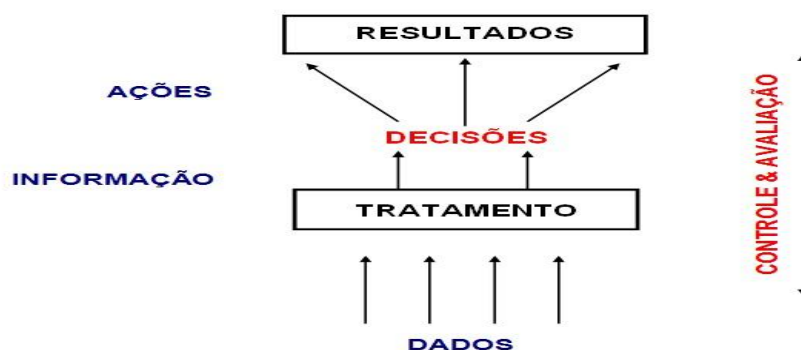 RESULTADOS
AÇÕES
DECISÕES
INFORMAÇÃO
TRATAMENTO
DADOS
CONTROLE & AVALIAÇÃO